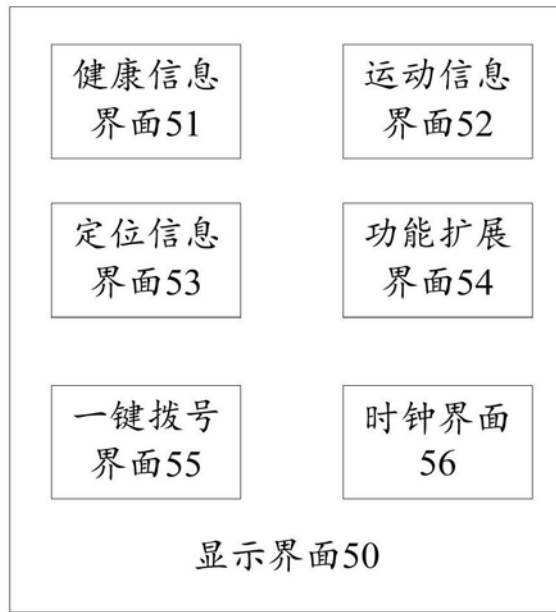 健康信息
界面51
运动信息
界面52
定位信息
界面53
功能扩展
界面54
一键拨号
界面55
时钟界面
56
显示界面50